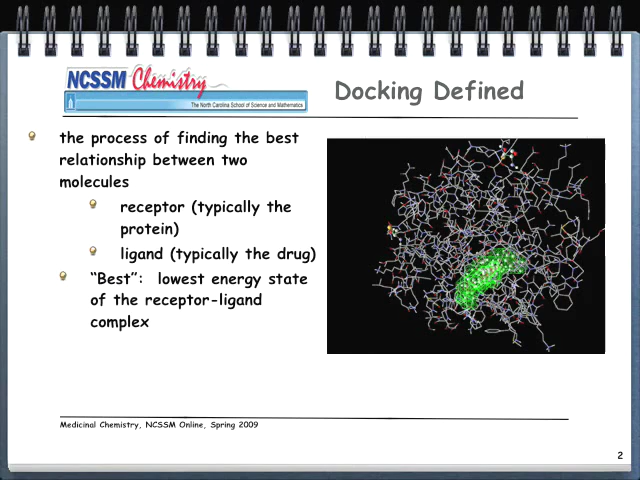 NCSSM Chemistry
The North Carolina School of Science and Mathematics
Docking Defined
the process of finding the best
relationship between two
molecules
receptor (typically the
protein)
ligand (typically the drug)
“Best”: lowest energy state
of the receptor-ligand
complex
Medicinal Chemistry, NCSSM Online, Spring 2009
2